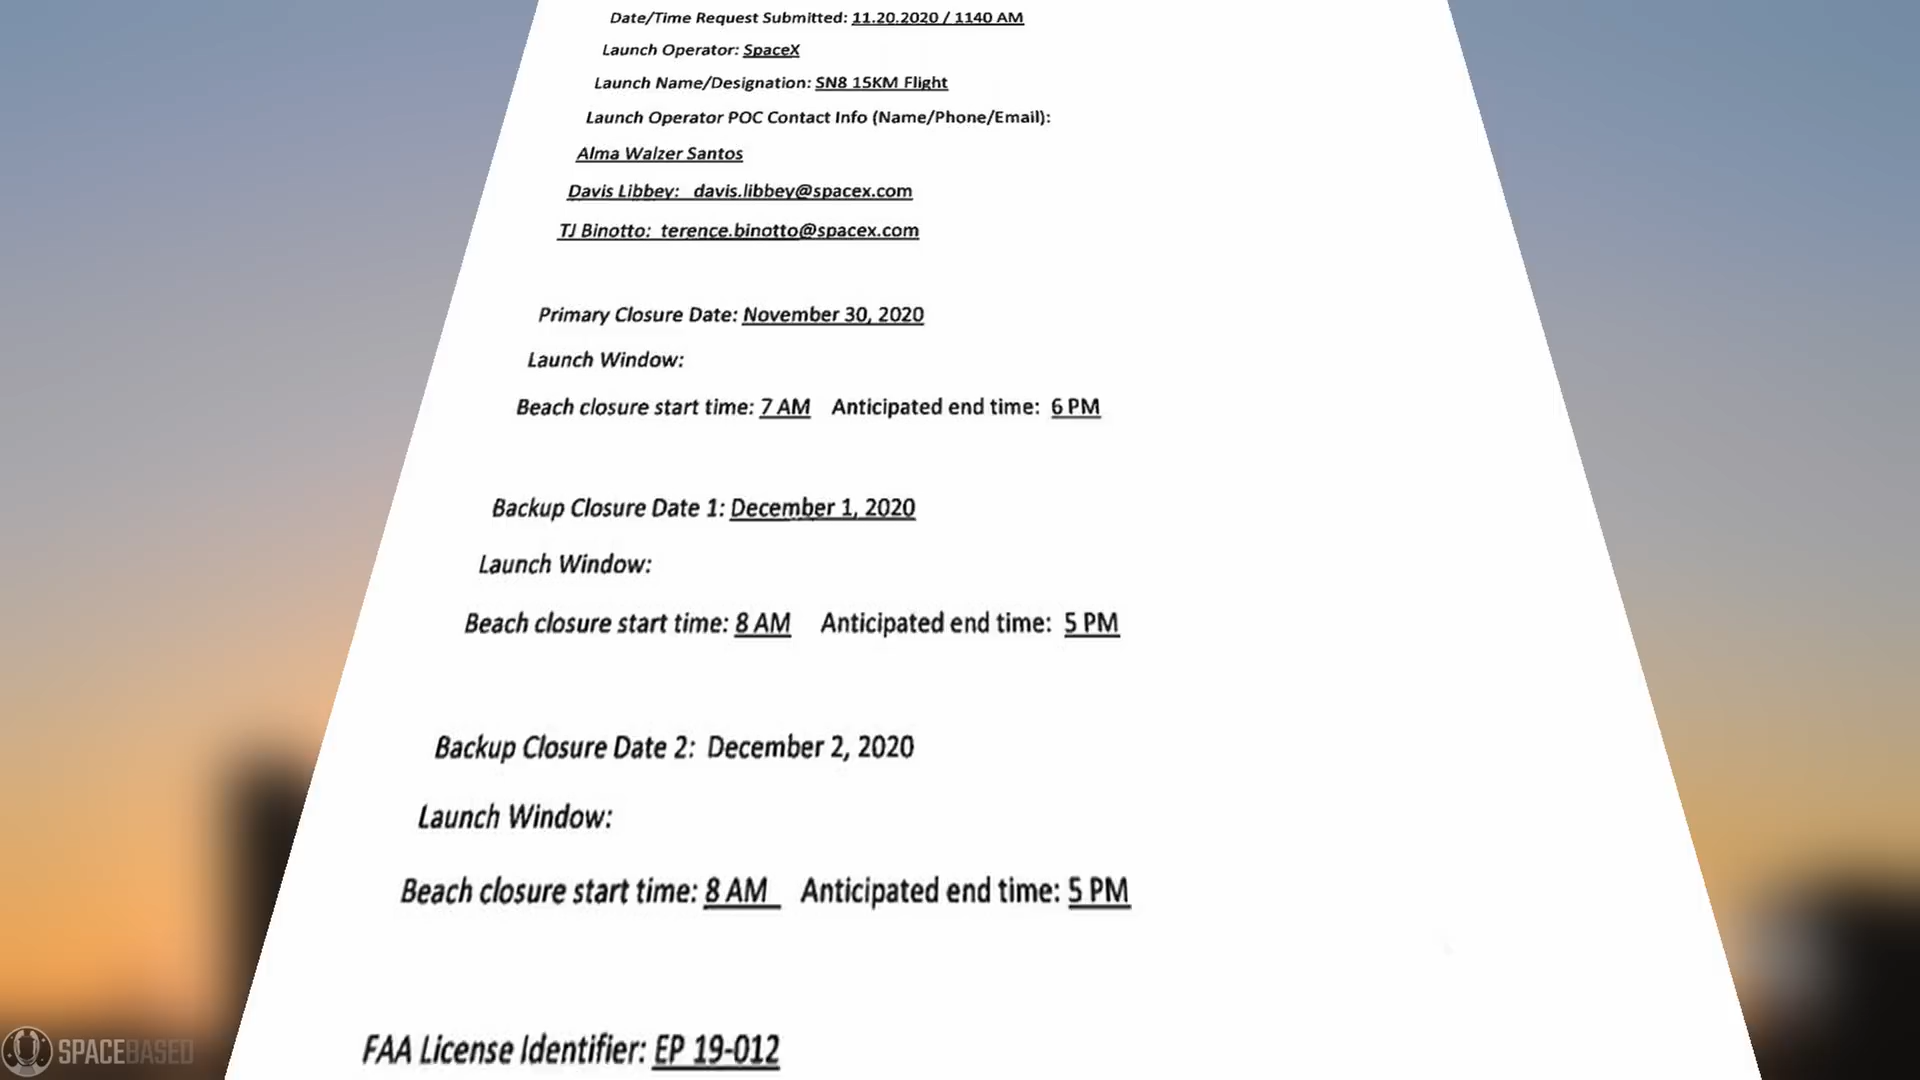 Date/Time Request Submitted: 11.20.2020 / 1140 AM
Launch Operator: SpaceX
Launch Name/Designation: SN8 15KM Flight
Launch Operator POC Contact Info (Name/Phone/Email):
Alma Walzer Santos
Davis Libbey: davis.libbey@spacex.com
TJ Binotto: terence.binotto@spacex.com
Primary Closure Date: November 30, 2020
Launch Window:
Beach closure start time: 7 AM Anticipated end time: 6 PM
Backup Closure Date 1: December 1, 2020
Launch Window:
Beach closure start time: 8 AM Anticipated end time: 5 PM
Backup Closure Date 2: December 2, 2020
Launch Window:
Beach closure start time: 8 AM Anticipated end time: 5 PM
FAA License Identifier: EP 19-012
SPACEBASED